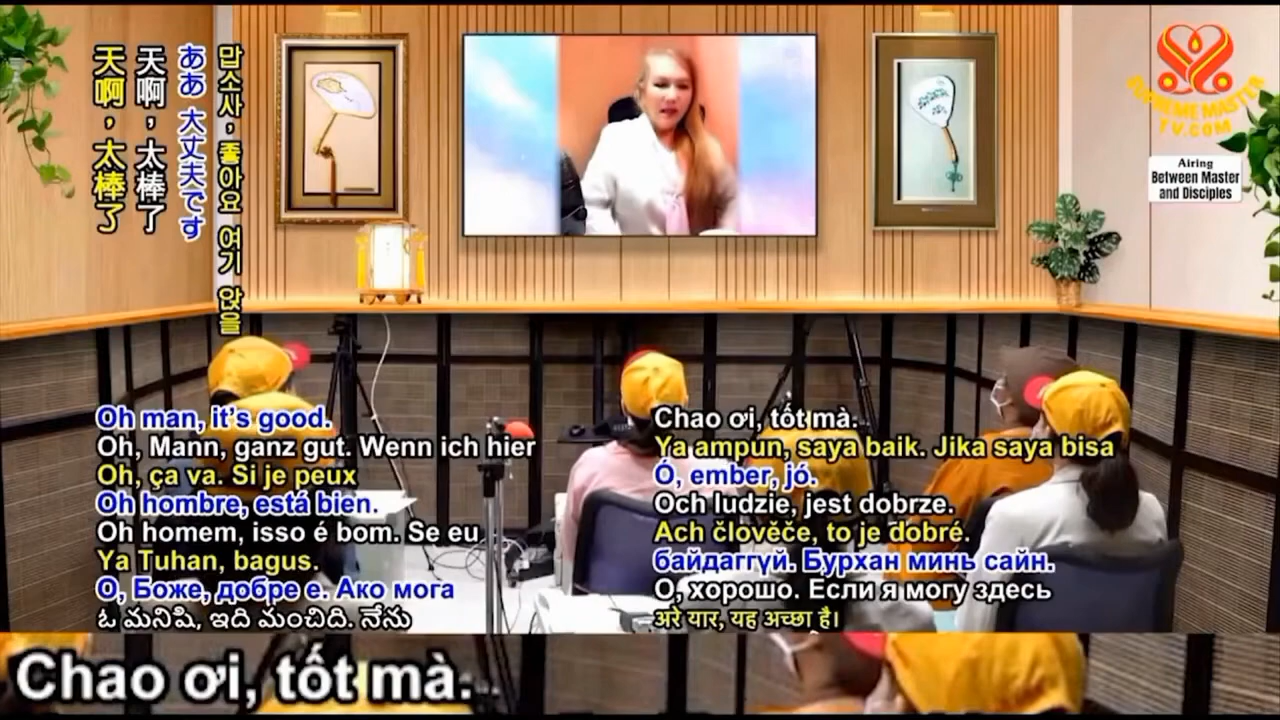 맙소사, 좋아요 여기 앉을
ああ 大丈夫です
天啊，太棒了
天啊，太棒了
SUPREME MASTER
TV.COM
Airing
Between Master
and Disciples
Oh man, it's good.
Oh, Mann, ganz gut. Wenn ich hier
Oh, ça va. Si je peux
Oh hombre, está bien.
Oh homem, isso é bom. Se eu
Ya Tuhan, bagus.
О, Боже, добре е. Ако мога
ఓ మనిషి, ఇది మంచిది. నేను
Chao ơi, tốt mà.
Ya ampun, saya baik. Jika saya bisa
Ó, ember, jó.
Och ludzie, jest dobrze.
Ach člověče, to je dobré.
байдаггүй. Бурхан минь сайн.
О, хорошо. Если я могу здесь
अरे यार, यह अच्छा है।
Chao ơi, tốt mà.